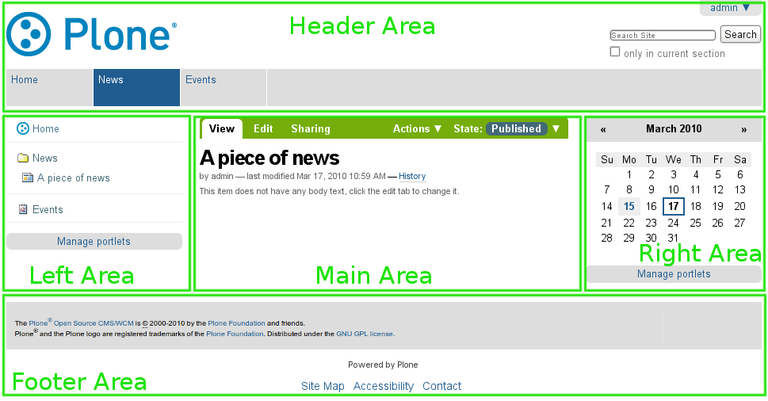 admin ▼
Plone®
Header Area
Search Site
Search
only in current section
Home
News
Events
Home
News
A piece of news
Events
Manage portlets
Left Area
View
Edit
Sharing
Actions ▼
State: Published ▼
A piece of news
by admin — last modified Mar 17, 2010 10:59 AM — History
This item does not have any body text, click the edit tab to change it.
Main Area
« March 2010 »
Su Mo Tu We Th Fr Sa
1 2 3 4 5 6
7 8 9 10 11 12 13
14 15 16 17 18 19 20
21 22 23 24 25 26 27
28 29 30 31
Right Area
Manage portlets
The Plone® Open Source CMS/WCM is © 2000-2010 by the Plone Foundation and friends.
Plone® and the Plone logo are registered trademarks of the Plone Foundation. Distributed under the GNU GPL license.
Powered by Plone
Footer Area
Site Map Accessibility Contact